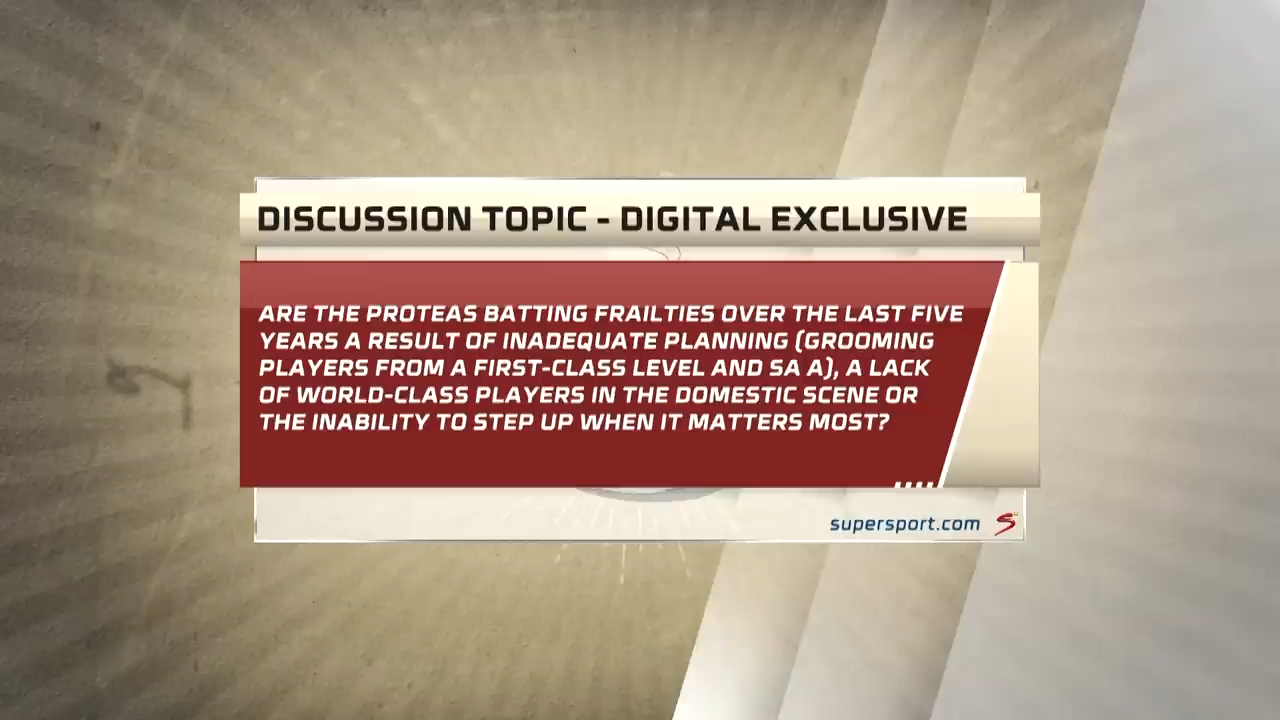 DISCUSSION TOPIC - DIGITAL EXCLUSIVE
ARE THE PROTEAS BATTING FRAILTIES OVER THE LAST FIVE
YEARS A RESULT OF INADEQUATE PLANNING (GROOMING
PLAYERS FROM A FIRST-CLASS LEVEL AND SA A), A LACK
OF WORLD-CLASS PLAYERS IN THE DOMESTIC SCENE OR
THE INABILITY TO STEP UP WHEN IT MATTERS MOST?
supersport.com